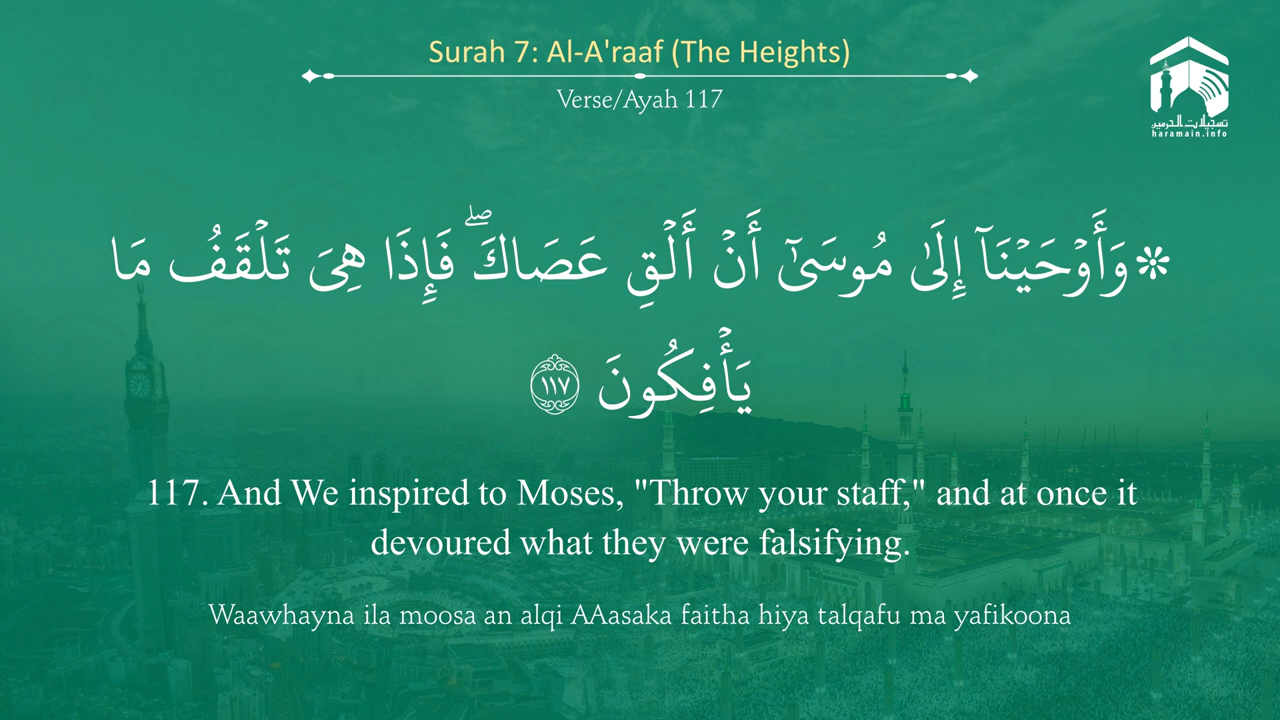 Surah 7: Al-A'raaf (The Heights)
Verse/Ayah 117
تسجيلات الحرمين
haramain.info
۞وَأَوۡحَيۡنَآ إِلَىٰ مُوسَىٰٓ أَنۡ أَلۡقِ عَصَاكَۖ فَإِذَا هِيَ تَلۡقَفُ مَا
يَأۡفِكُونَ ١١٧
117. And We inspired to Moses, "Throw your staff," and at once it
devoured what they were falsifying.
Waawhayna ila moosa an alqi AAasaka faitha hiya talqafu ma yafikoona